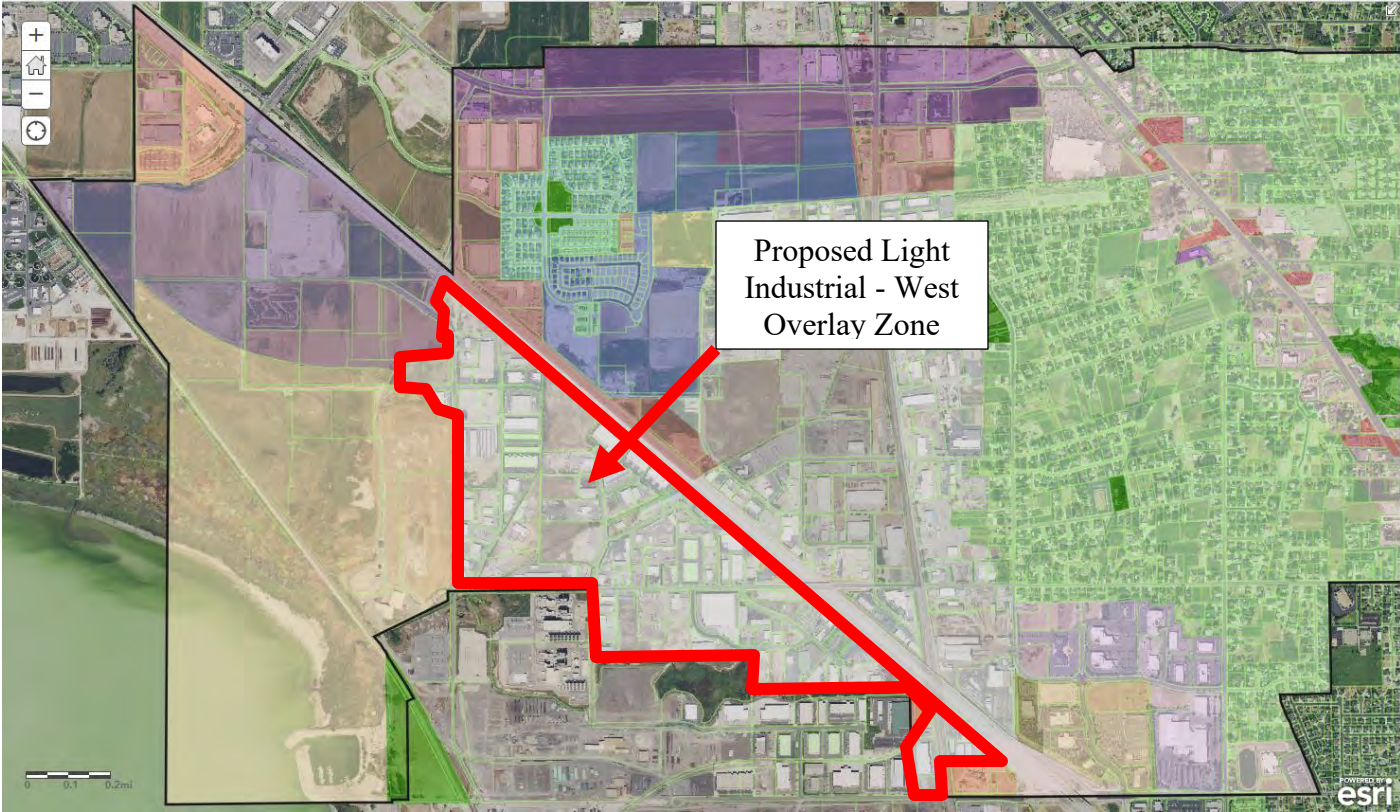 +
−
Proposed Light
Industrial - West
Overlay Zone
0 0.1 0.2mi
POWERED BY
esri